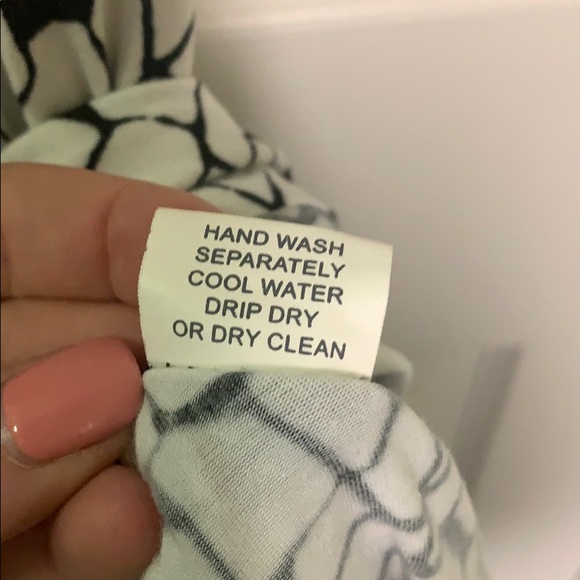 HAND WASH
SEPARATELY
COOL WATER
DRIP DRY
OR DRY CLEAN